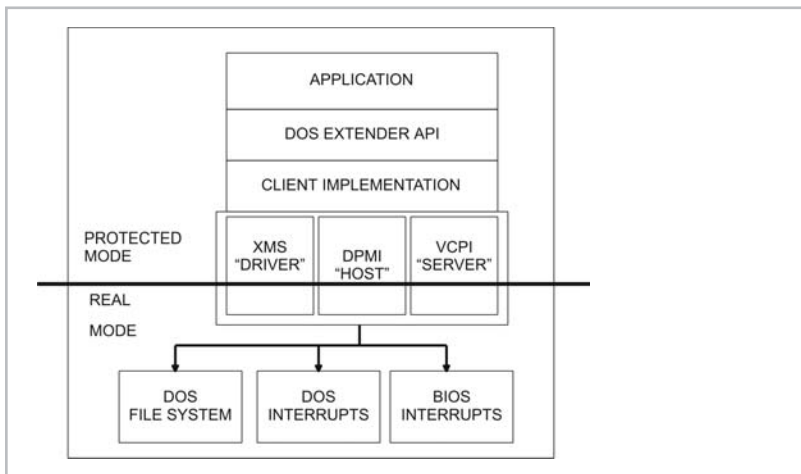 APPLICATION
DOS EXTENDER API
CLIENT IMPLEMENTATION
PROTECTED
MODE
XMS
“DRIVER”
DPMI
“HOST”
VCPI
“SERVER”
REAL
MODE
DOS
FILE SYSTEM
DOS
INTERRUPTS
BIOS
INTERRUPTS